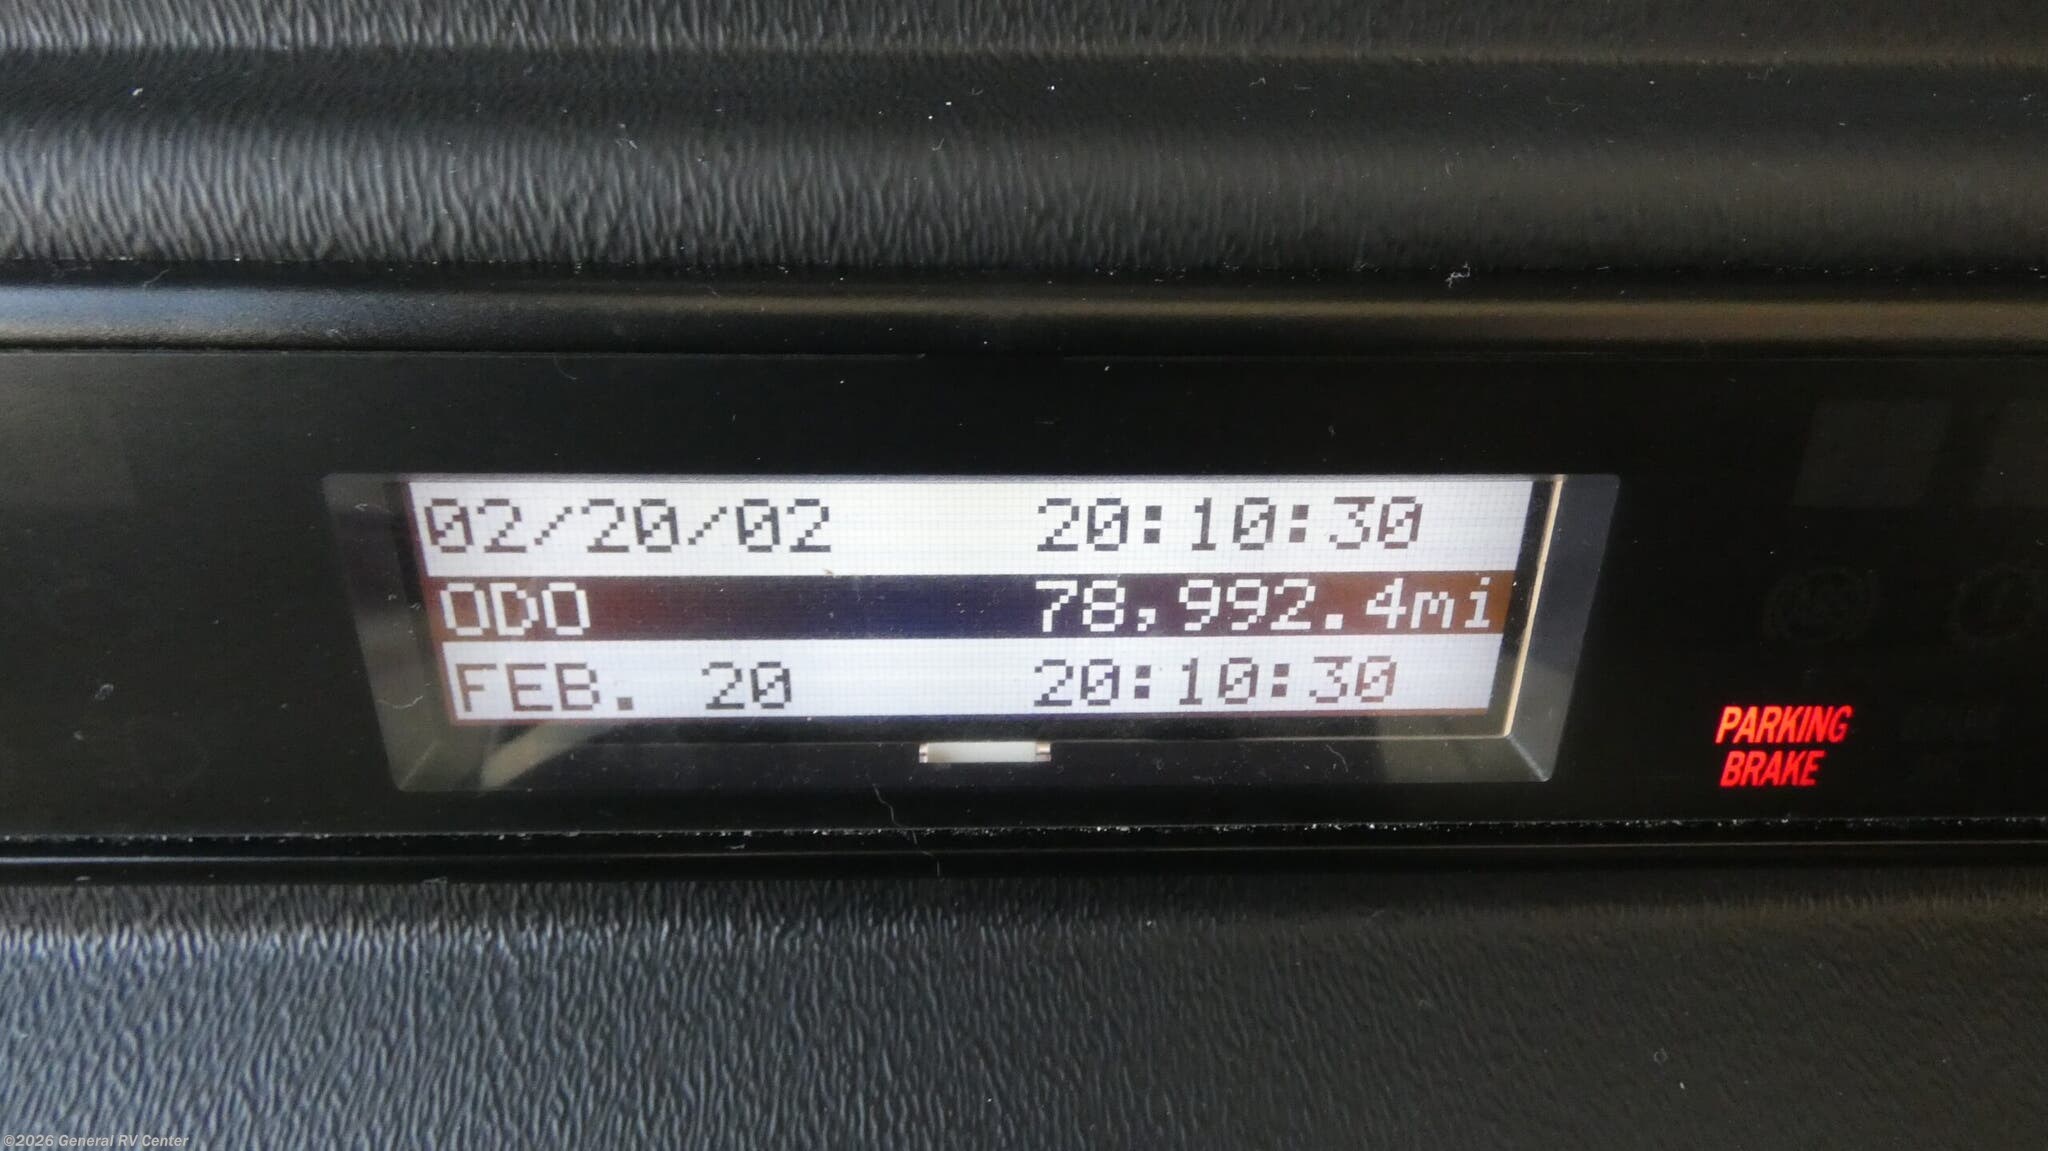 02/20/02 20:10:30
ODO 78,992.4mi
FEB. 20 20:10:30
PARKING
BRAKE
©2026 General RV Center